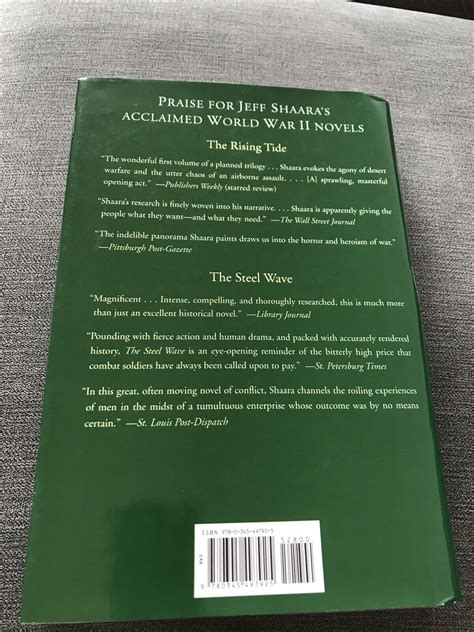 PRAISE FOR JEFF SHAARA'S
ACCLAIMED WORLD WAR II NOVELS
The Rising Tide
"The wonderful first volume of a planned trilogy . . . Shaara evokes the agony of desert
warfare and the utter chaos of an airborne assault. . . . [A] sprawling, masterful
opening act." —Publishers Weekly (starred review)
"Shaara's research is finely woven into his narrative. . . . Shaara is apparently giving the
people what they want—and what they need." —The Wall Street Journal
"The indelible panorama Shaara paints draws us into the horror and heroism of war."
—Pittsburgh Post-Gazette
The Steel Wave
"Magnificent . . . Intense, compelling, and thoroughly researched, this is much more
than just an excellent historical novel." —Library Journal
"Pounding with fierce action and human drama, and packed with accurately rendered
history, The Steel Wave is an eye-opening reminder of the bitterly high price that
combat soldiers have always been called upon to pay." —St. Petersburg Times
"In this great, often moving novel of conflict, Shaara channels the roiling experiences
of men in the midst of a tumultuous enterprise whose outcome was by no means
certain." —St. Louis Post-Dispatch
ISBN 978-0-345-49792-5
52800
EAN
9 780345 497925